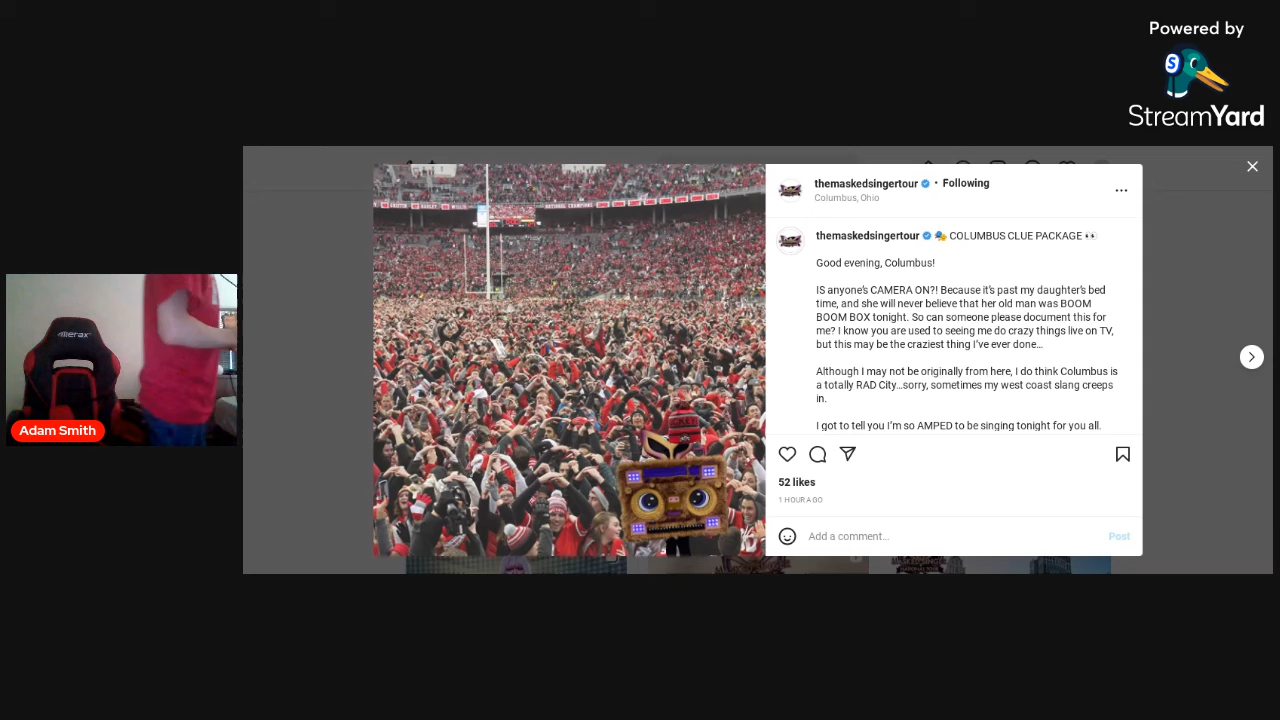 Powered by
StreamYard
themaskedsingertour • Following
Columbus, Ohio
themaskedsingertour 🎭 COLUMBUS CLUE PACKAGE 👀
Good evening, Columbus!
IS anyone's CAMERA ON?! Because it's past my daughter's bed
time, and she will never believe that her old man was BOOM
BOOM BOX tonight. So can someone please document this for
me? I know you are used to seeing me do crazy things live on TV,
but this may be the craziest thing I've ever done...
Although I may not be originally from here, I do think Columbus is
a totally RAD City...sorry, sometimes my west coast slang creeps
in.
I got to tell you I'm so AMPED to be singing tonight for you all.
52 likes
1 HOUR AGO
Add a comment...
Post
Adam Smith